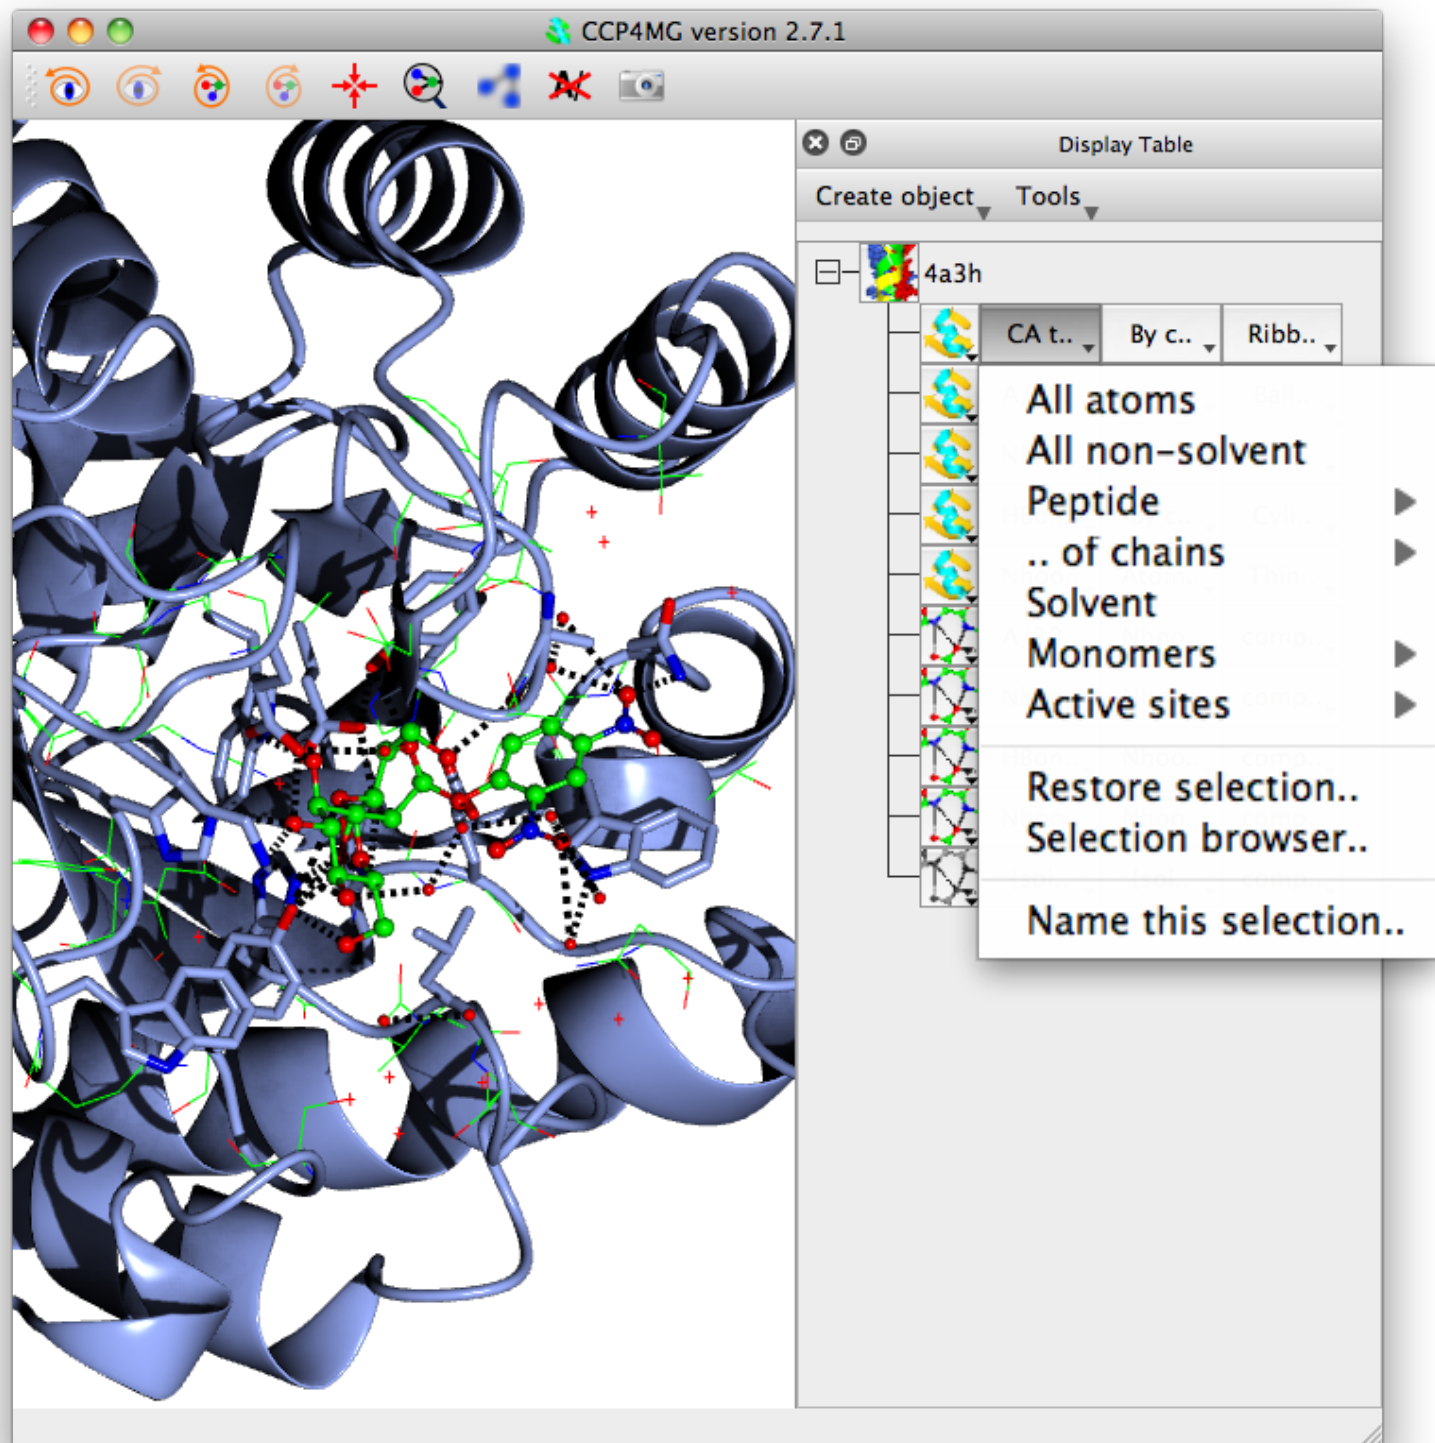 CCP4MG version 2.7.1
Display Table
Create object Tools
4a3h
CA t.. By c.. Ribb..
All atoms
All non-solvent
Peptide
.. of chains
Solvent
Monomers
Active sites
Restore selection..
Selection browser..
Name this selection..